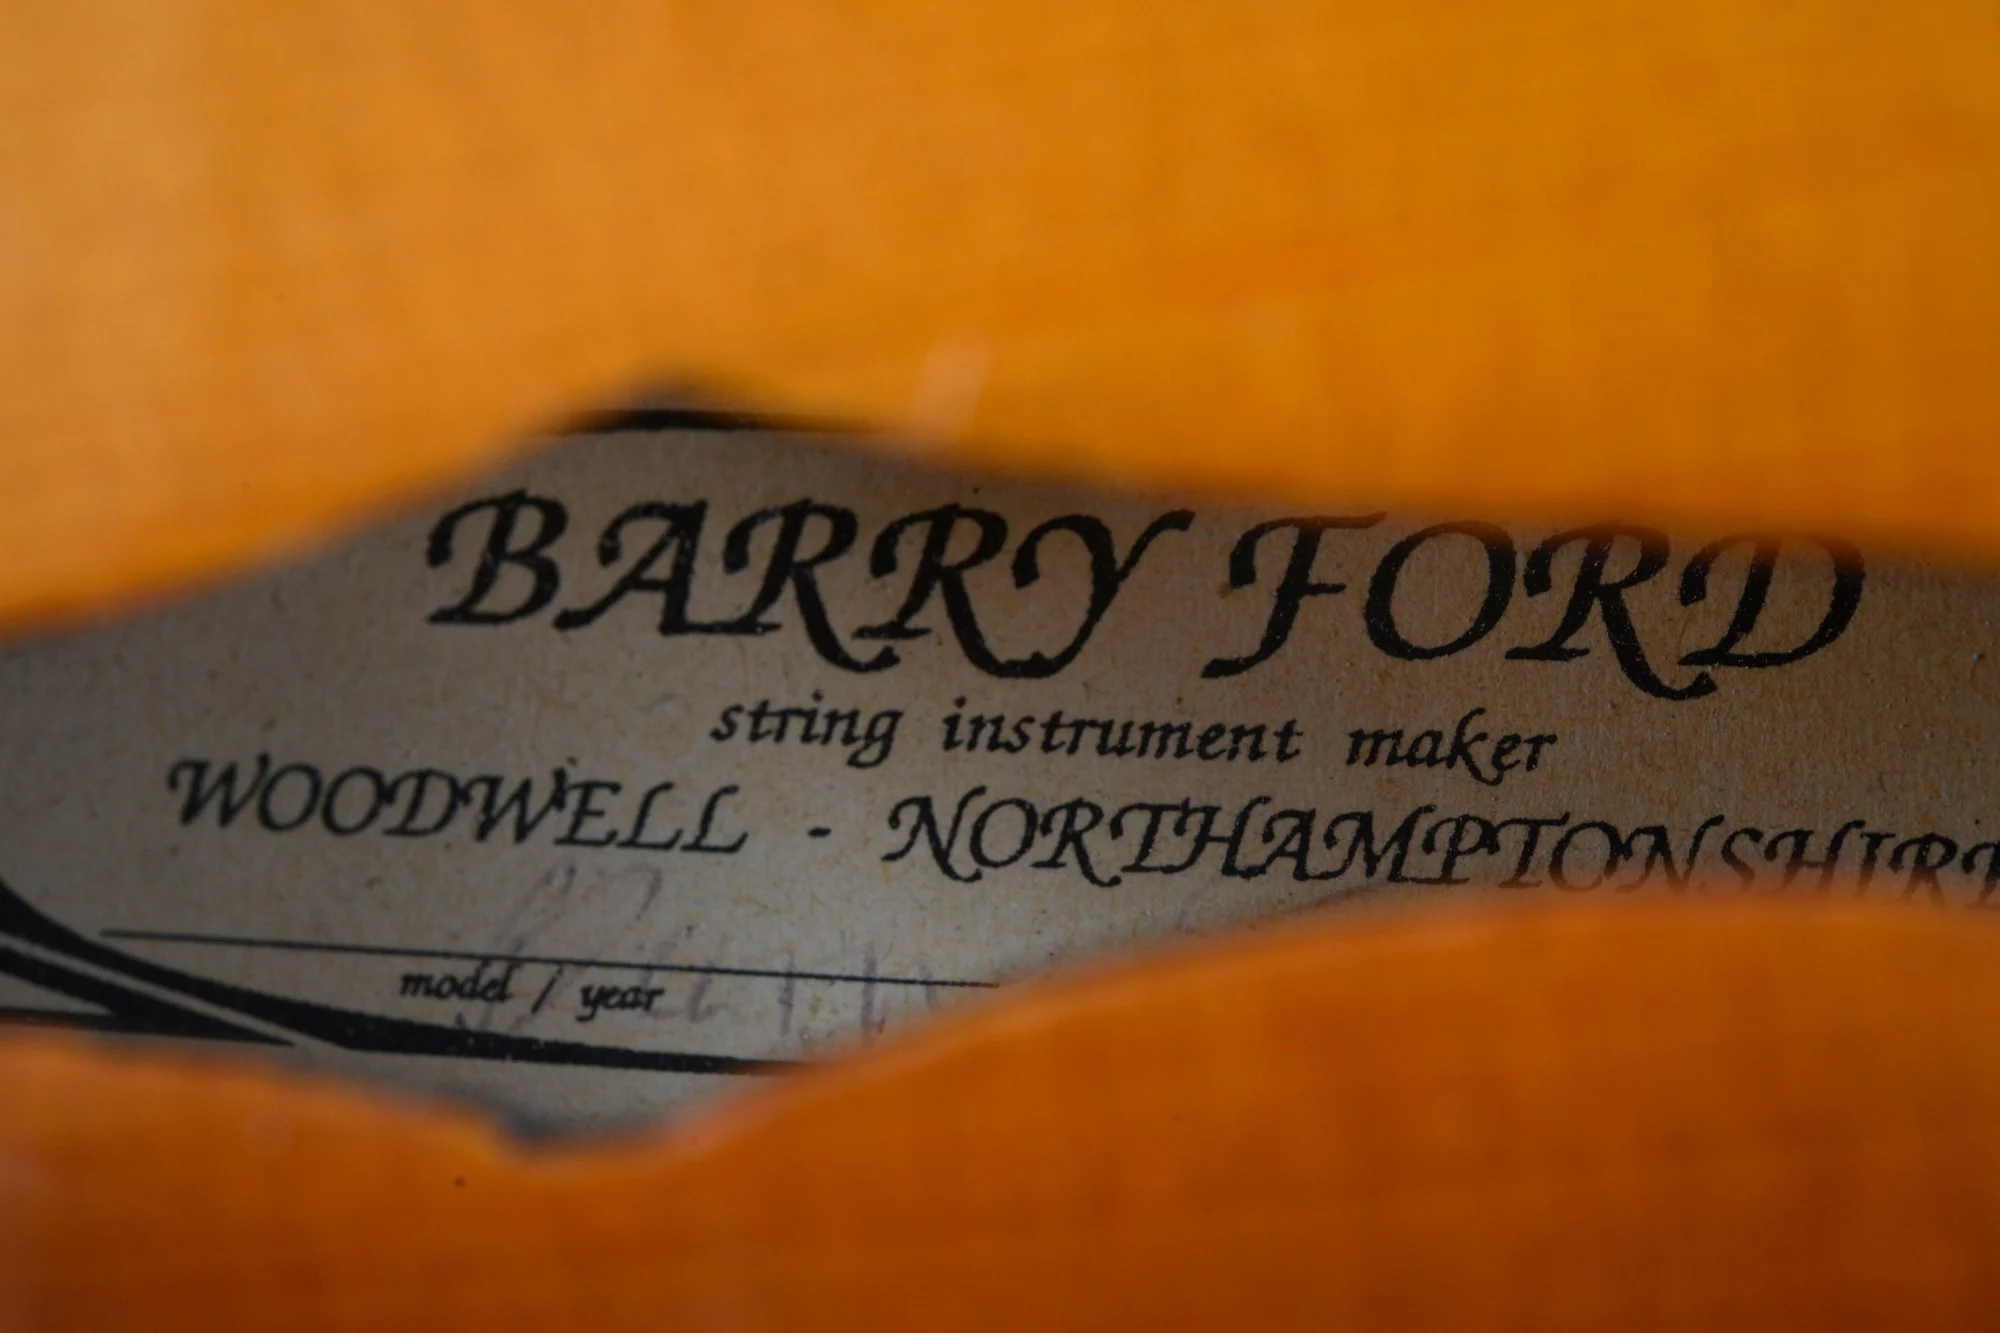 BARRY FORD
string instrument maker
WOODWELL - NORTHAMPTONSHIRE
model / year